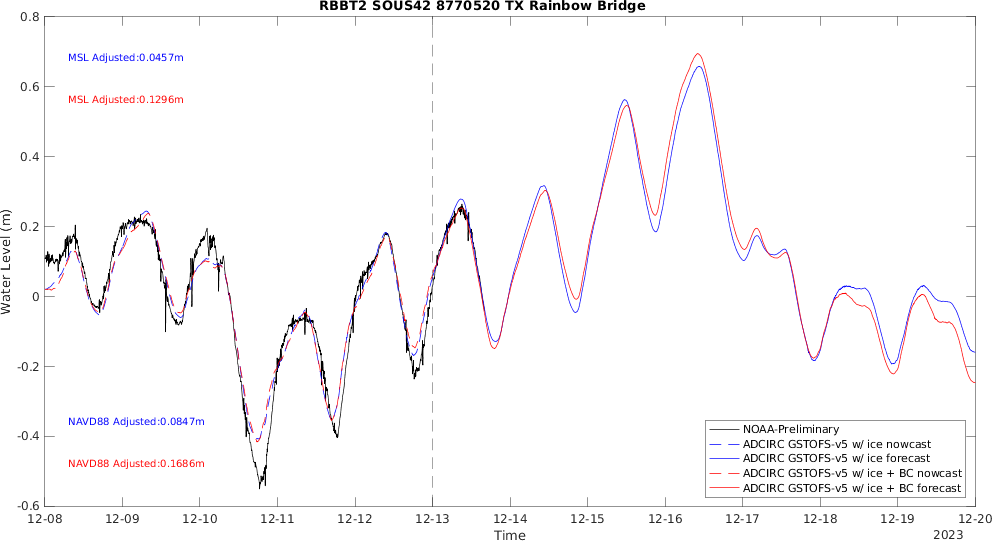 RBBT2 SOUS42 8770520 TX Rainbow Bridge
0.8
0.6
0.4
0.2
0
-0.2
-0.4
-0.6
Water Level (m)
MSL Adjusted:0.0457m
MSL Adjusted:0.1296m
NAVD88 Adjusted:0.0847m
NAVD88 Adjusted:0.1686m
NOAA-Preliminary
ADCIRC GSTOFS-v5 w/ ice nowcast
ADCIRC GSTOFS-v5 w/ ice forecast
ADCIRC GSTOFS-v5 w/ ice + BC nowcast
ADCIRC GSTOFS-v5 w/ ice + BC forecast
12-08 12-09 12-10 12-11 12-12 12-13 12-14 12-15 12-16 12-17 12-18 12-19 12-20
Time
2023